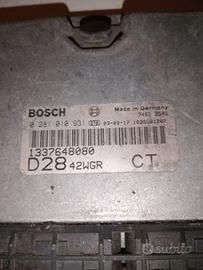 BOSCH
Made in Germany
0 281 010 931
1337648080
D28 42WGR CT
subito